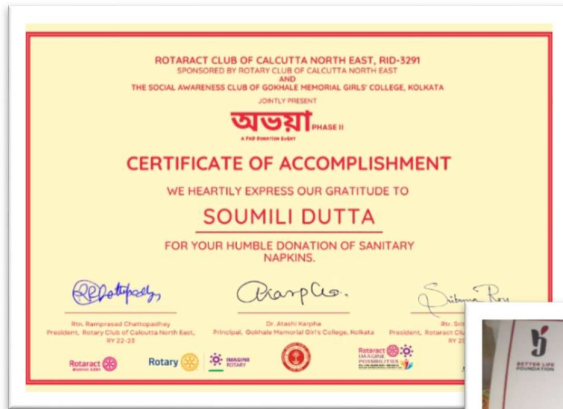 ROTARACT CLUB OF CALCUTTA NORTH EAST, RID-3291
SPONSORED BY ROTARY CLUB OF CALCUTTA NORTH EAST
AND
THE SOCIAL AWARENESS CLUB OF GOKHALE MEMORIAL GIRLS' COLLEGE, KOLKATA
JOINTLY PRESENT
অভয়া PHASE II
A PAD DONATION EVENT
CERTIFICATE OF ACCOMPLISHMENT
WE HEARTILY EXPRESS OUR GRATITUDE TO
SOUMILI DUTTA
FOR YOUR HUMBLE DONATION OF SANITARY
NAPKINS.
Rtn. Ramprasad Chattopadhay
President, Rotary Club of Calcutta North East,
RY 22-23
Dr. Atashi Karpha
Principal, Gokhale Memorial Girl's College, Kolkata
President, Rotaract
Rotaract
Rotary
IMAGINE
ROTARY
Rotaract
IMAGINE
POSSIBILITIES
BETTER LIFE
FOUNDATION